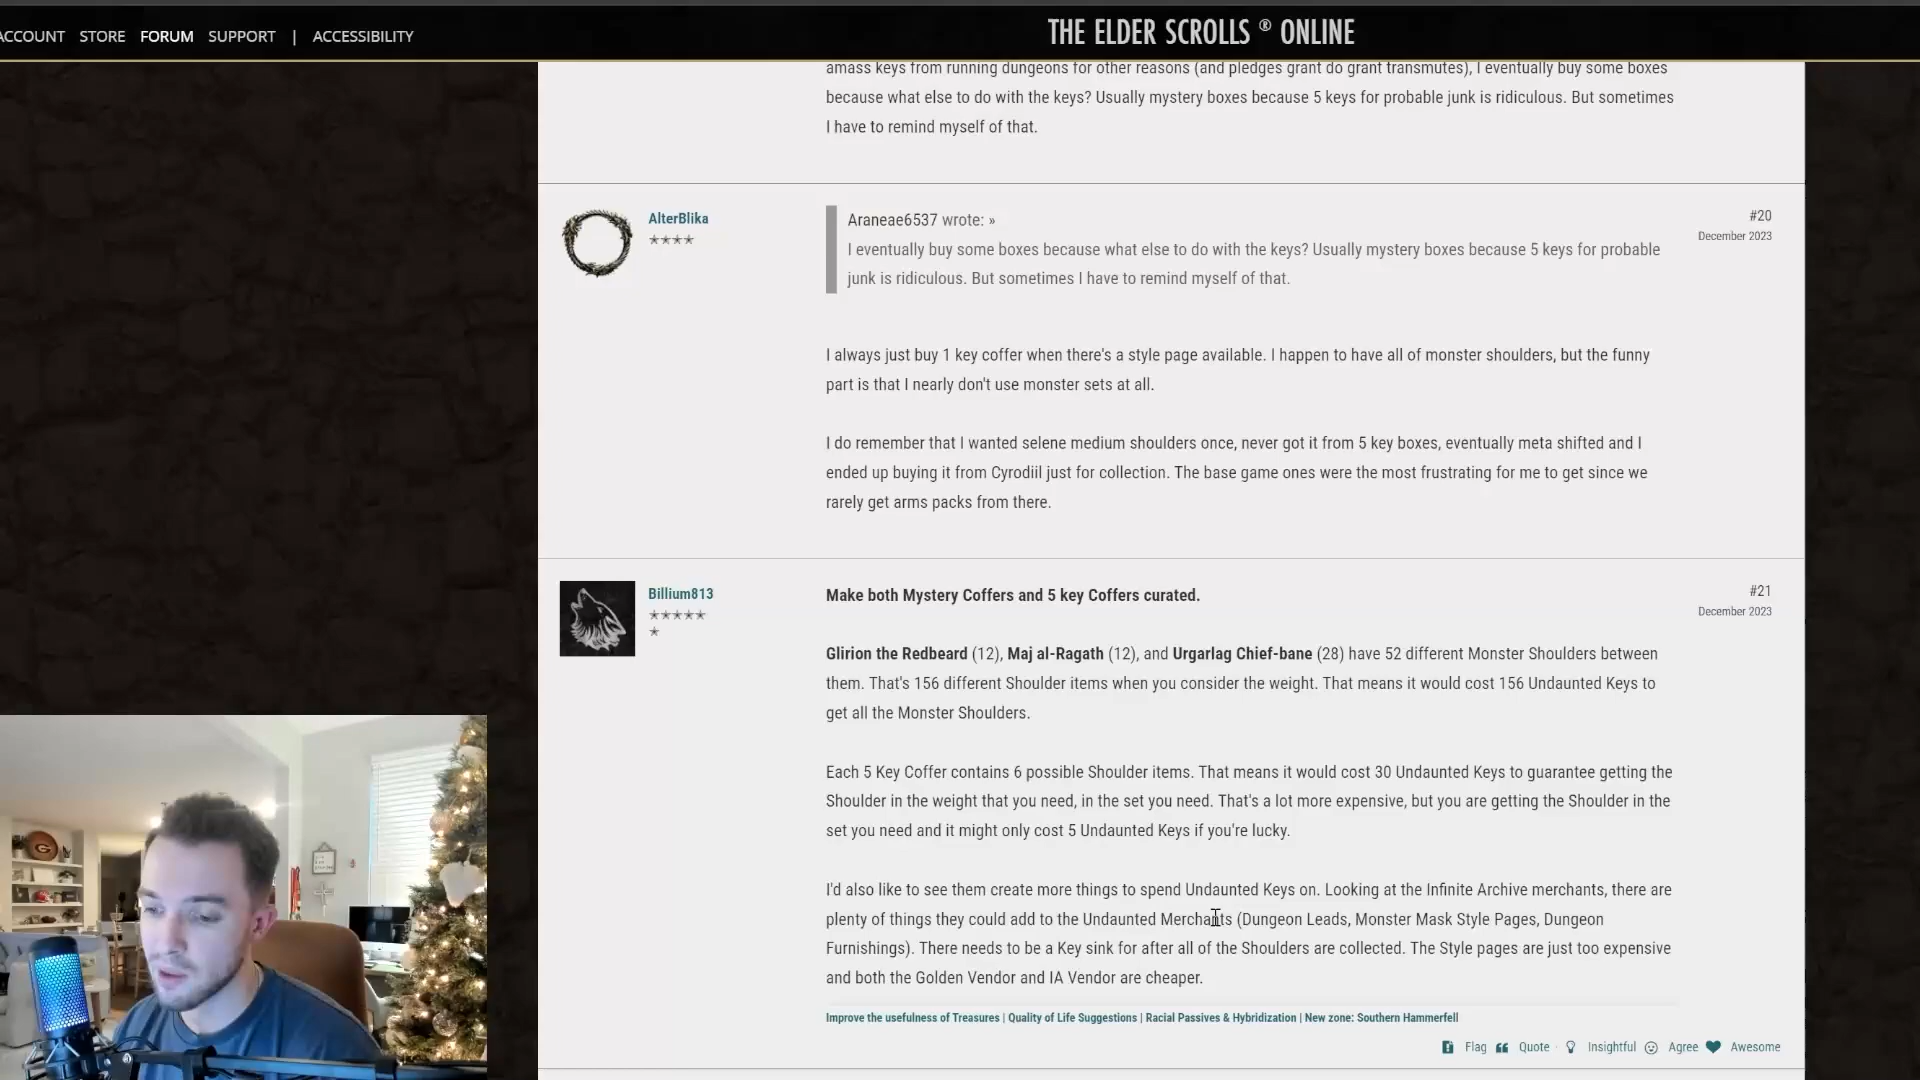 ACCOUNT STORE FORUM SUPPORT | ACCESSIBILITY
THE ELDER SCROLLS ® ONLINE
amass keys from running dungeons for other reasons (and pledges grant do grant transmutes), I eventually buy some boxes
because what else to do with the keys? Usually mystery boxes because 5 keys for probable junk is ridiculous. But sometimes
I have to remind myself of that.
AlterBlika
Araneae6537 wrote: »
#20
December 2023
I eventually buy some boxes because what else to do with the keys? Usually mystery boxes because 5 keys for probable
junk is ridiculous. But sometimes I have to remind myself of that.
I always just buy 1 key coffer when there's a style page available. I happen to have all of monster shoulders, but the funny
part is that I nearly don't use monster sets at all.
I do remember that I wanted selene medium shoulders once, never got it from 5 key boxes, eventually meta shifted and I
ended up buying it from Cyrodiil just for collection. The base game ones were the most frustrating for me to get since we
rarely get arms packs from there.
Billium813
Make both Mystery Coffers and 5 key Coffers curated.
#21
December 2023
Glirion the Redbeard (12), Maj al-Ragath (12), and Urgarlag Chief-bane (28) have 52 different Monster Shoulders between
them. That's 156 different Shoulder items when you consider the weight. That means it would cost 156 Undaunted Keys to
get all the Monster Shoulders.
Each 5 Key Coffer contains 6 possible Shoulder items. That means it would cost 30 Undaunted Keys to guarantee getting the
Shoulder in the weight that you need, in the set you need. That's a lot more expensive, but you are getting the Shoulder in the
set you need and it might only cost 5 Undaunted Keys if you're lucky.
I'd also like to see them create more things to spend Undaunted Keys on. Looking at the Infinite Archive merchants, there are
plenty of things they could add to the Undaunted Merchants (Dungeon Leads, Monster Mask Style Pages, Dungeon
Furnishings). There needs to be a Key sink for after all of the Shoulders are collected. The Style pages are just too expensive
and both the Golden Vendor and IA Vendor are cheaper.
Improve the usefulness of Treasures | Quality of Life Suggestions | Racial Passives & Hybridization | New zone: Southern Hammerfell
Flag Quote · Insightful Agree Awesome